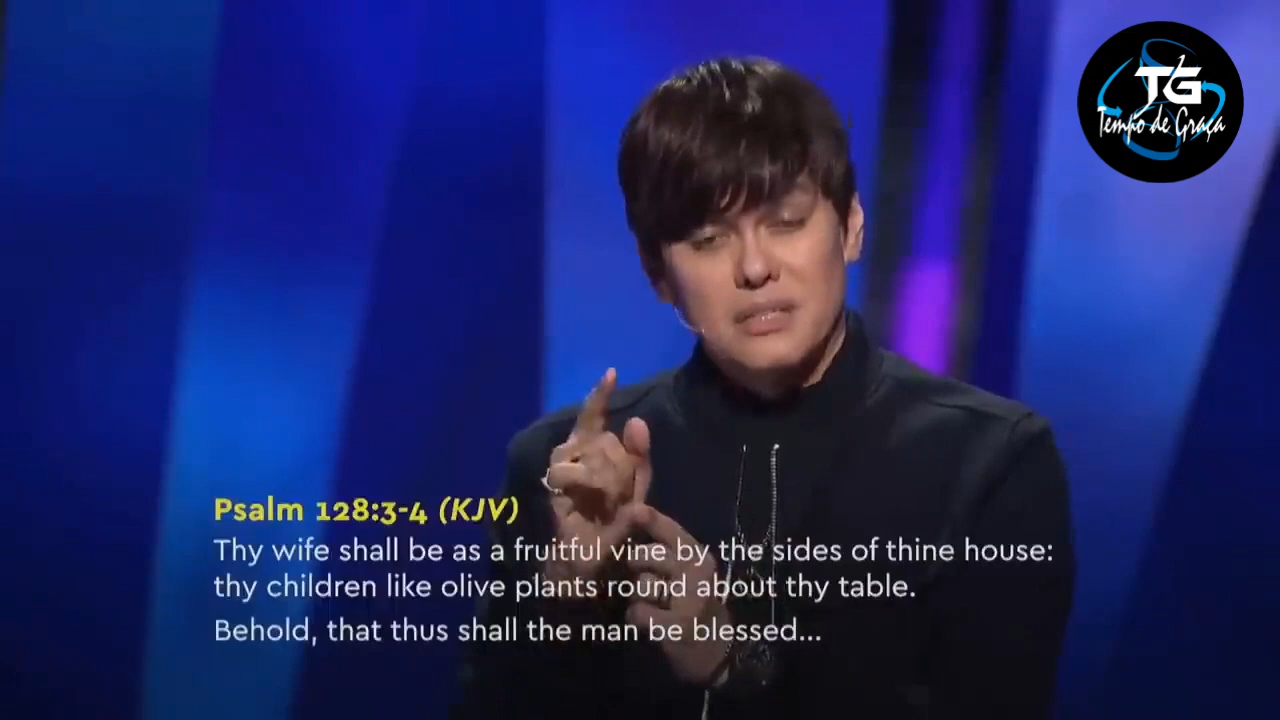 TG
Tempo de Graça
Psalm 128:3-4 (KJV)
Thy wife shall be as a fruitful vine by the sides of thine house:
thy children like olive plants round about thy table.
Behold, that thus shall the man be blessed...